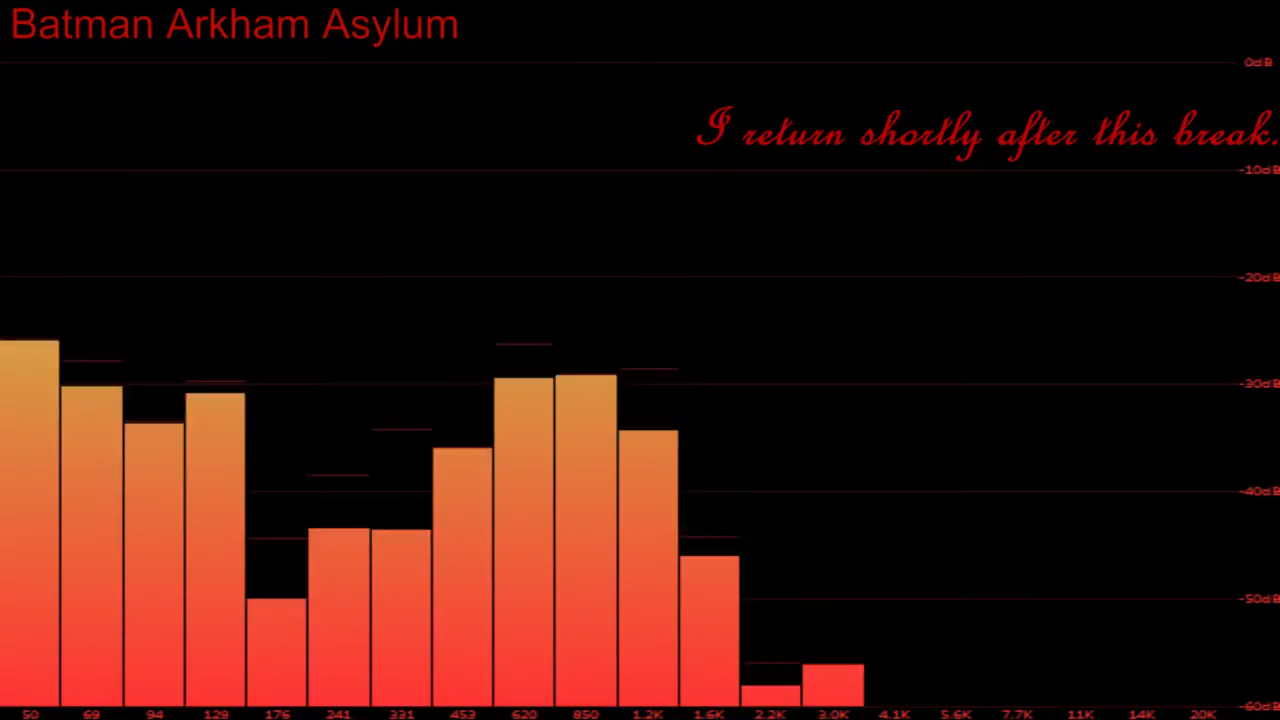 Batman Arkham Asylum
0dB
I return shortly after this break.
-10dB
-20dB
-30dB
-40dB
-50dB
-60dB
50 69 94 129 176 241 331 453 620 850 1.2K 1.6K 2.2K 3.0K 4.1K 5.6K 7.7K 11K 14K 20K